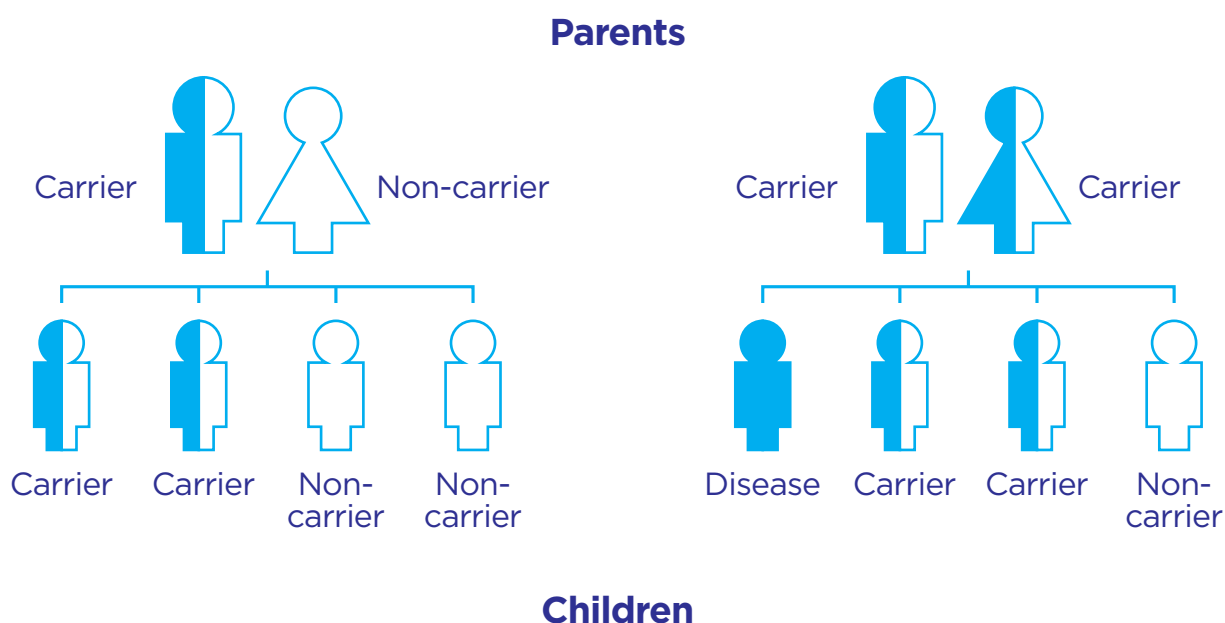 Parents
Carrier
Non-carrier
Carrier
Carrier
Carrier
Carrier
Non-
carrier
Non-
carrier
Disease
Carrier
Carrier
Non-
carrier
Children